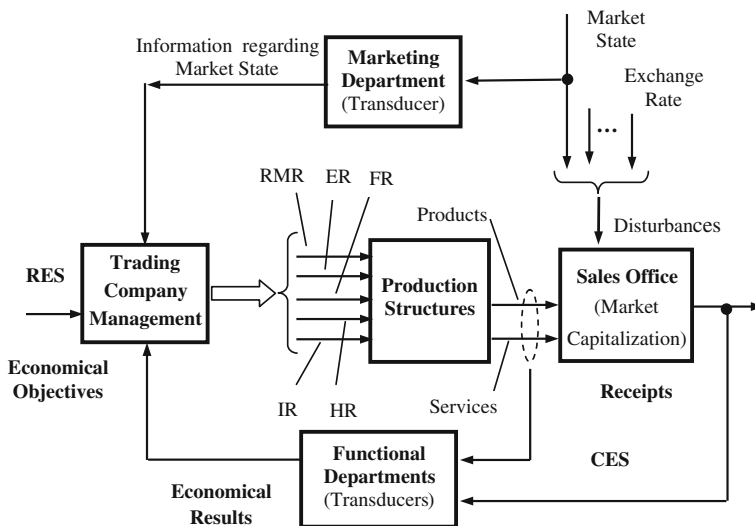 Market
State
Information regarding
Market State
Marketing
Department
(Transducer)
Exchange
Rate
...
RMR
ER
FR
Products
Disturbances
RES
Trading
Company
Management
Production
Structures
Sales Office
(Market
Capitalization)
Economical
Objectives
IR
HR
Services
Receipts
Functional
Departments
(Transducers)
CES
Economical
Results